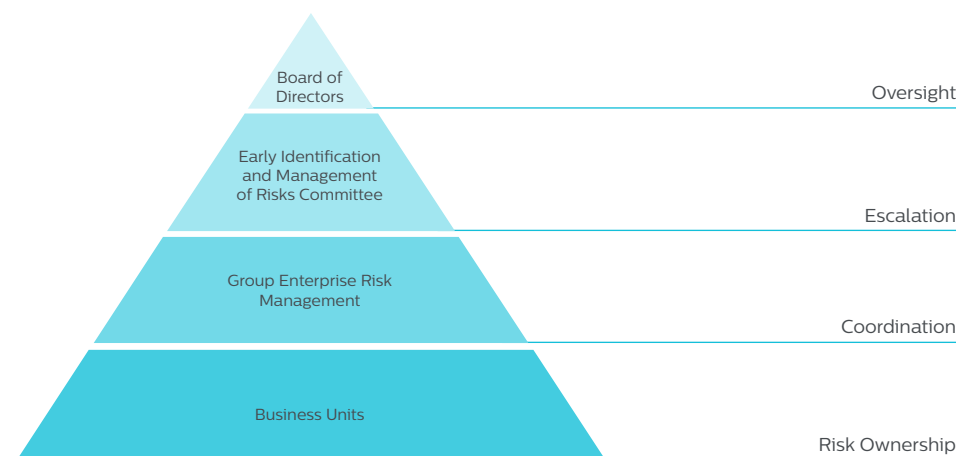 Board of
Directors
Oversight
Early Identification
and Management
of Risks Committee
Escalation
Group Enterprise Risk
Management
Coordination
Business Units
Risk Ownership